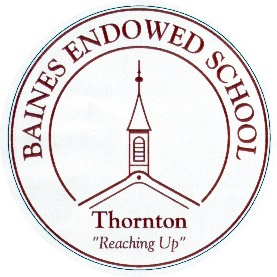 BAINES ENDOWED SCHOOL
Thornton
"Reaching Up"